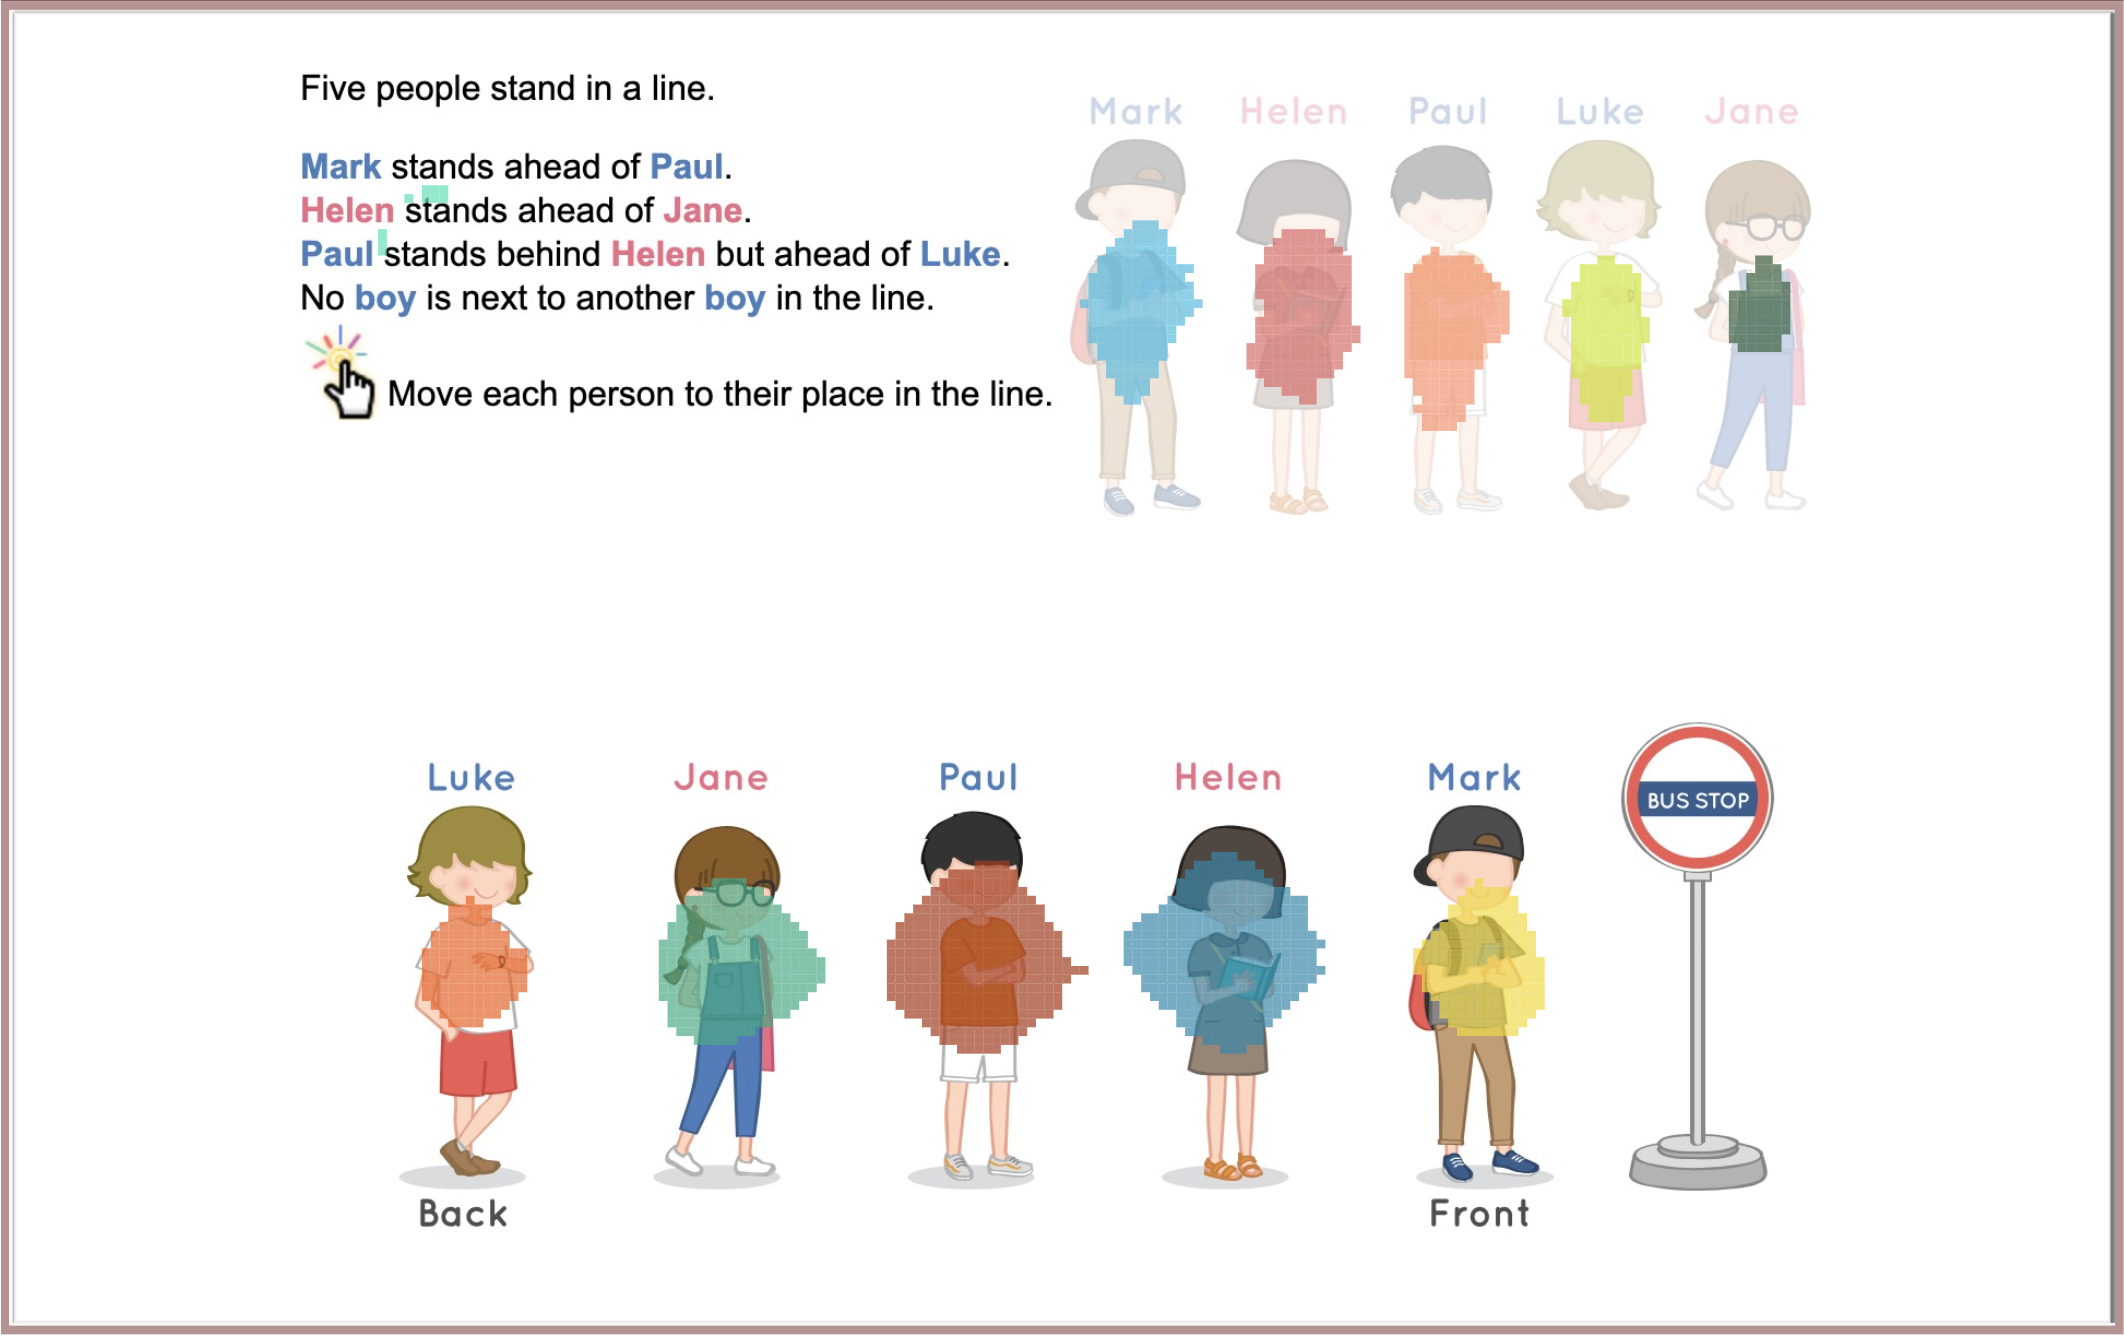 Five people stand in a line.
Mark stands ahead of Paul.
Helen stands ahead of Jane.
Paul stands behind Helen but ahead of Luke.
No boy is next to another boy in the line.
Move each person to their place in the line.
Mark Helen Paul Luke Jane
Luke Jane Paul Helen Mark
BUS STOP
Back Front